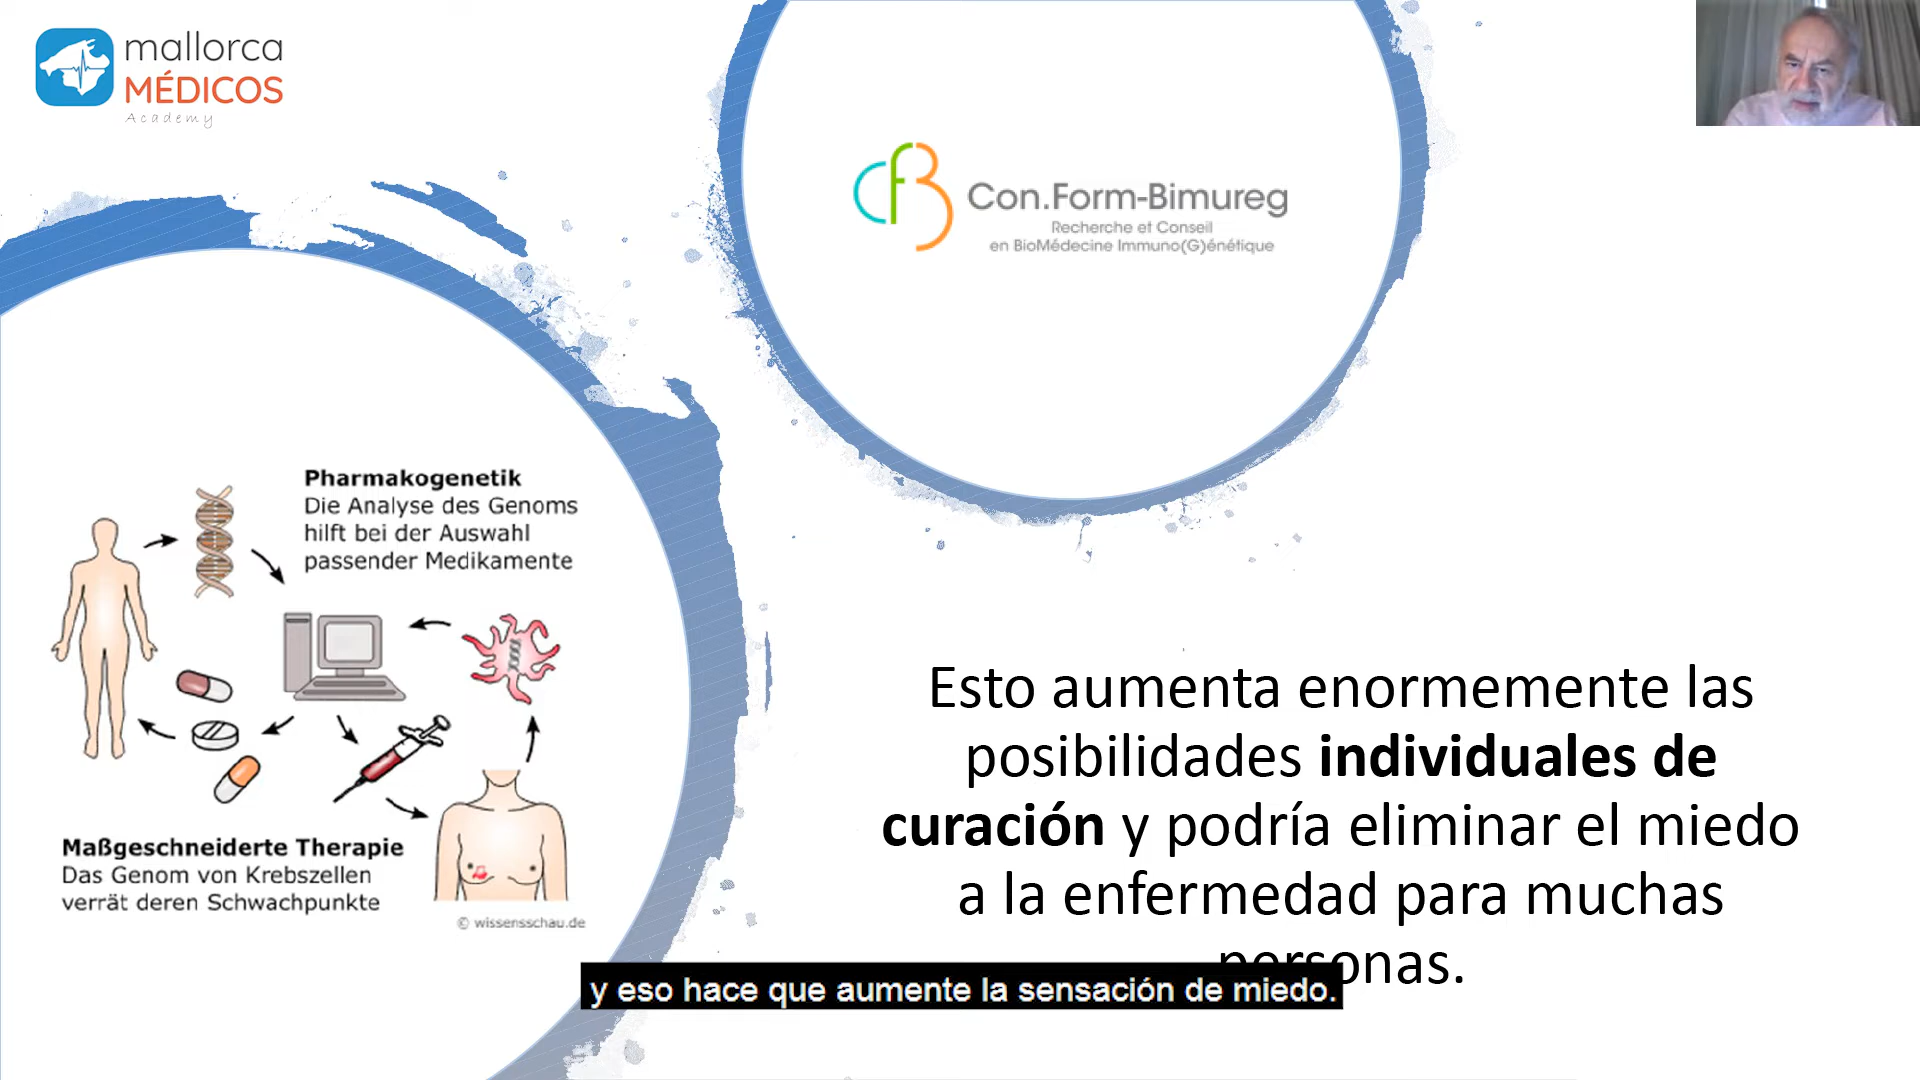 mallorca
MÉDICOS
Academy
Con.Form-Bimureg
Recherche et Conseil
en BioMédecine Immuno(G)énétique
Pharmakogenetik
Die Analyse des Genoms
hilft bei der Auswahl
passender Medikamente
Maßgeschneiderte Therapie
Das Genom von Krebszellen
verrät deren Schwachpunkte
© wissensschau.de
Esto aumenta enormemente las
posibilidades individuales de
curación y podría eliminar el miedo
a la enfermedad para muchas
personas.
y eso hace que aumente la sensación de miedo.